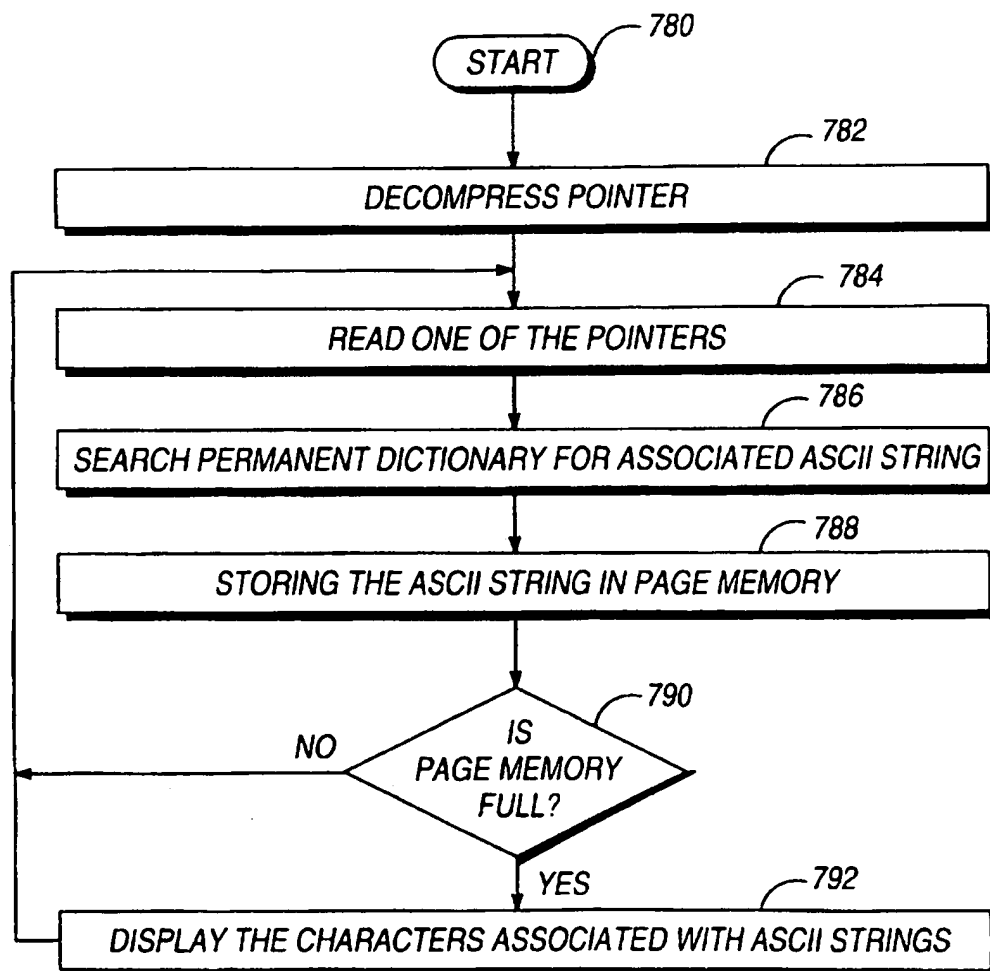 780
START
782
DECOMPRESS POINTER
784
READ ONE OF THE POINTERS
786
SEARCH PERMANENT DICTIONARY FOR ASSOCIATED ASCII STRING
788
STORING THE ASCII STRING IN PAGE MEMORY
790
IS
PAGE MEMORY
FULL?
NO
YES
792
DISPLAY THE CHARACTERS ASSOCIATED WITH ASCII STRINGS